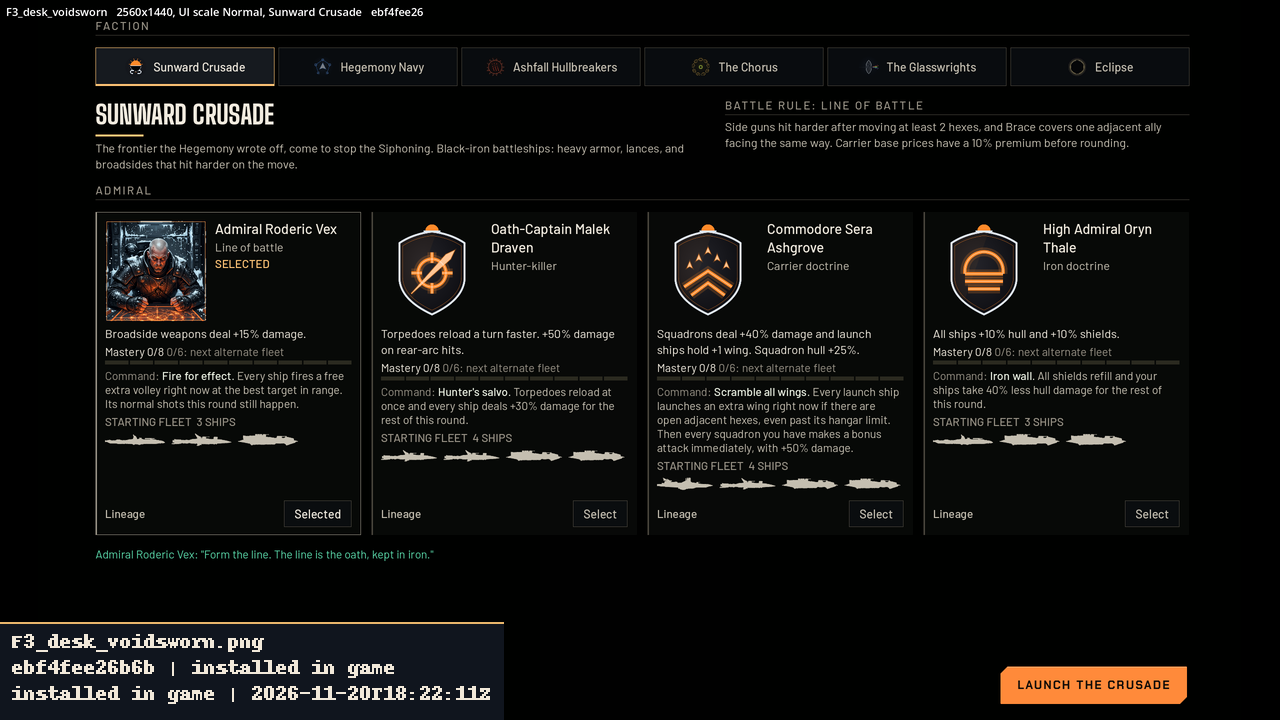 F3_desk_voidsworn 2560x1440, UI scale Normal, Sunward Crusade ebf4fee26
FACTION
Sunward Crusade
Hegemony Navy
Ashfall Hullbreakers
The Chorus
The Glasswrights
Eclipse
SUNWARD CRUSADE
The frontier the Hegemony wrote off, come to stop the Siphoning. Black-iron battleships: heavy armor, lances, and
broadsides that hit harder on the move.
BATTLE RULE: LINE OF BATTLE
Side guns hit harder after moving at least 2 hexes, and Brace covers one adjacent ally
facing the same way. Carrier base prices have a 10% premium before rounding.
ADMIRAL
Admiral Roderic Vex
Line of battle
SELECTED
Broadside weapons deal +15% damage.
Mastery 0/8 0/6: next alternate fleet
Command: Fire for effect. Every ship fires a free
extra volley right now at the best target in range.
Its normal shots this round still happen.
STARTING FLEET 3 SHIPS
Lineage
Selected
Oath-Captain Malek
Draven
Hunter-killer
Torpedoes reload a turn faster. +50% damage
on rear-arc hits.
Mastery 0/8 0/6: next alternate fleet
Command: Hunter's salvo. Torpedoes reload at
once and every ship deals +30% damage for the
rest of this round.
STARTING FLEET 4 SHIPS
Lineage
Select
Commodore Sera
Ashgrove
Carrier doctrine
Squadrons deal +40% damage and launch
ships hold +1 wing. Squadron hull +25%.
Mastery 0/8 0/6: next alternate fleet
Command: Scramble all wings. Every launch ship
launches an extra wing right now if there are
open adjacent hexes, even past its hangar limit.
Then every squadron you have makes a bonus
attack immediately, with +50% damage.
STARTING FLEET 4 SHIPS
Lineage
Select
High Admiral Oryn
Thale
Iron doctrine
All ships +10% hull and +10% shields.
Mastery 0/8 0/6: next alternate fleet
Command: Iron wall. All shields refill and your
ships take 40% less hull damage for the rest of
this round.
STARTING FLEET 3 SHIPS
Lineage
Select
Admiral Roderic Vex: "Form the line. The line is the oath, kept in iron."
F3_desk_voidsworn.png
ebf4fee26b6b | installed in game
installed in game | 2026-11-20T18:22:11Z
LAUNCH THE CRUSADE